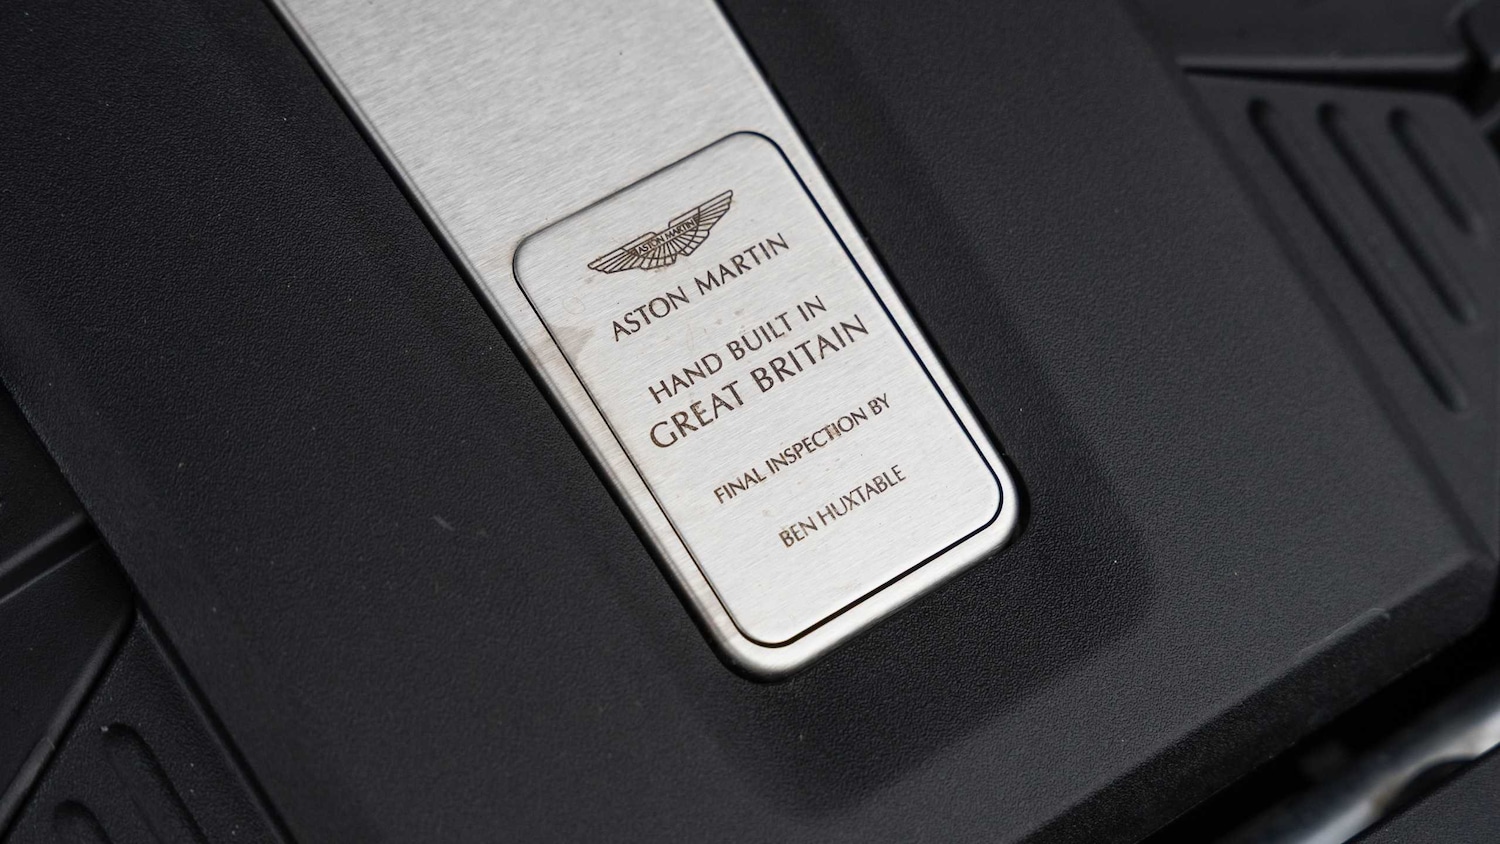 ASTON MARTIN
ASTON MARTIN
HAND BUILT IN
GREAT BRITAIN
FINAL INSPECTION BY
BEN HUXTABLE